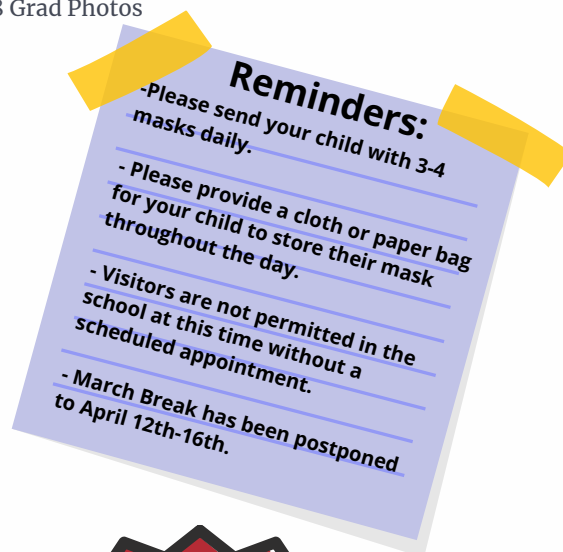 Grad Photos
Reminders:
-Please send your child with 3-4
masks daily.
- Please provide a cloth or paper bag
for your child to store their mask
throughout the day.
- Visitors are not permitted in the
school at this time without a
scheduled appointment.
- March Break has been postponed
to April 12th-16th.